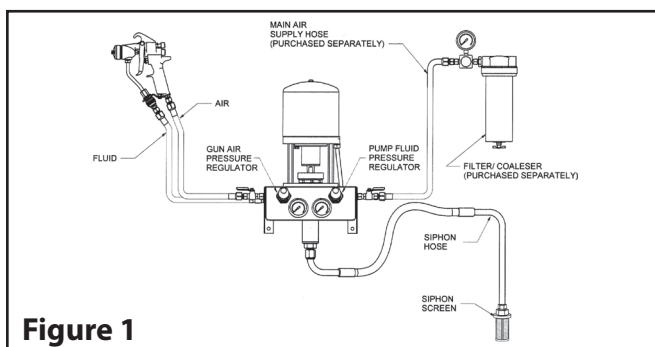 MAIN AIR
SUPPLY HOSE
(PURCHASED SEPARATELY)
AIR
FLUID
GUN AIR
PRESSURE
REGULATOR
PUMP FLUID
PRESSURE
REGULATOR
FILTER/ COALESER
(PURCHASED SEPARATELY)
SIPHON
HOSE
SIPHON
SCREEN
Figure 1